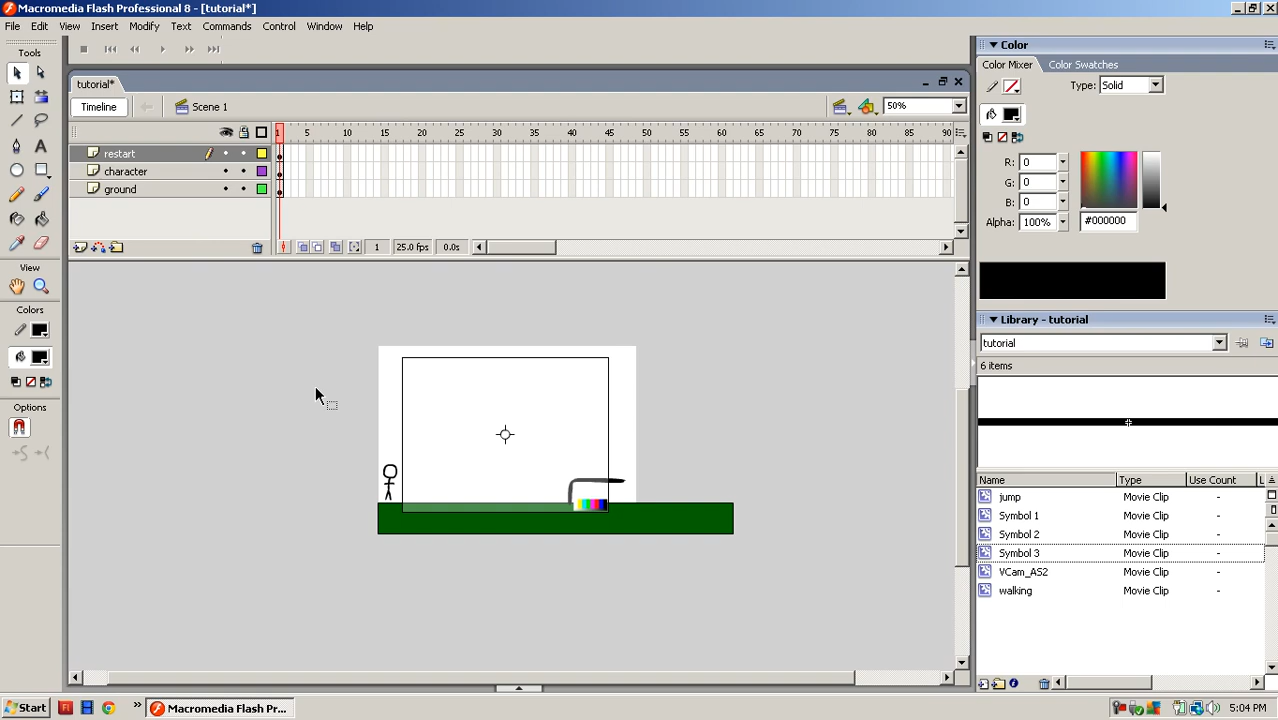 Macromedia Flash Professional 8 - [tutorial*]
File Edit View Insert Modify Text Commands Control Window Help
Tools
tutorial*
Timeline Scene 1 50%
1 5 10 15 20 25 30 35 40 45 50 55 60 65 70 75 80 85 90
restart
character
ground
1 25.0 fps 0.0s
View
Colors
Options
Color
Color Mixer Color Swatches
Type: Solid
R: 0
G: 0
B: 0
Alpha: 100% #000000
Library - tutorial
tutorial
6 items
Name Type Use Count L
jump Movie Clip -
Symbol 1 Movie Clip -
Symbol 2 Movie Clip -
Symbol 3 Movie Clip -
VCam_AS2 Movie Clip -
walking Movie Clip -
Start Macromedia Flash Pr... 5:04 PM